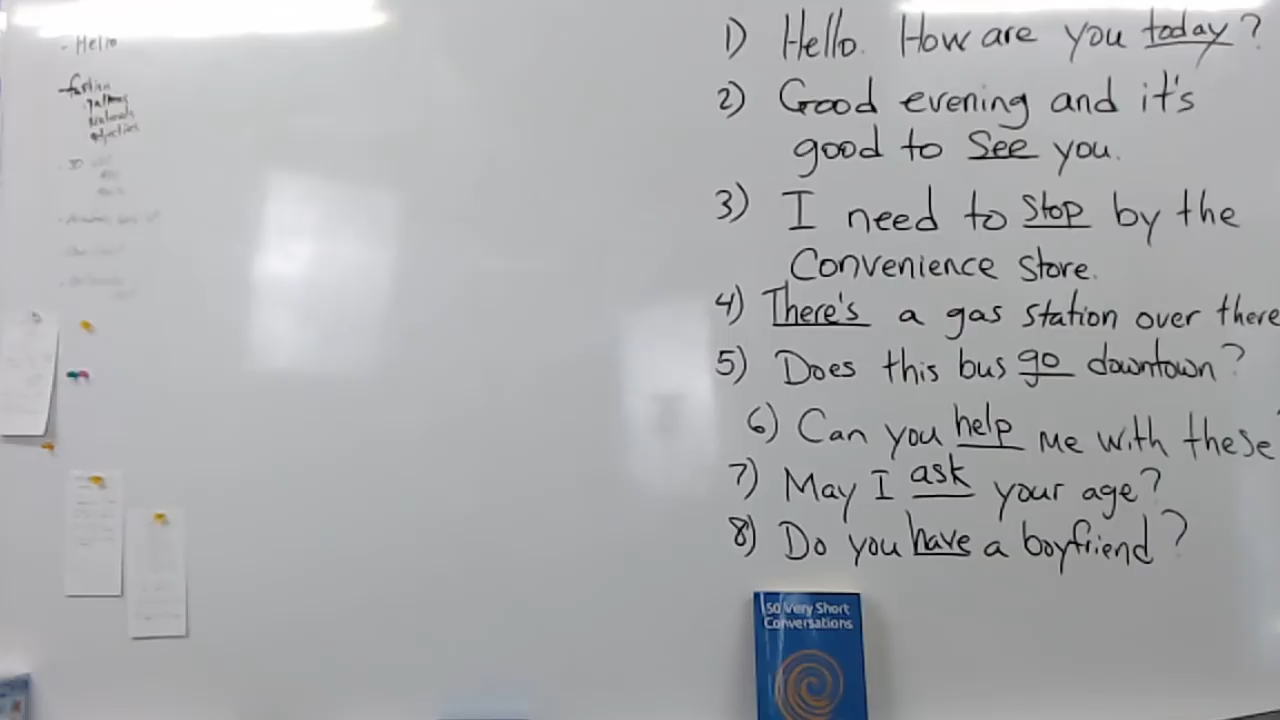 - Hello
1) Hello. How are you today?
2) Good evening and it's
good to see you.
3) I need to stop by the
Convenience store.
4) There's a gas station over there
5) Does this bus go downtown?
6) Can you help me with these?
7) May I ask your age?
8) Do you have a boyfriend?
50 Very Short
Conversations